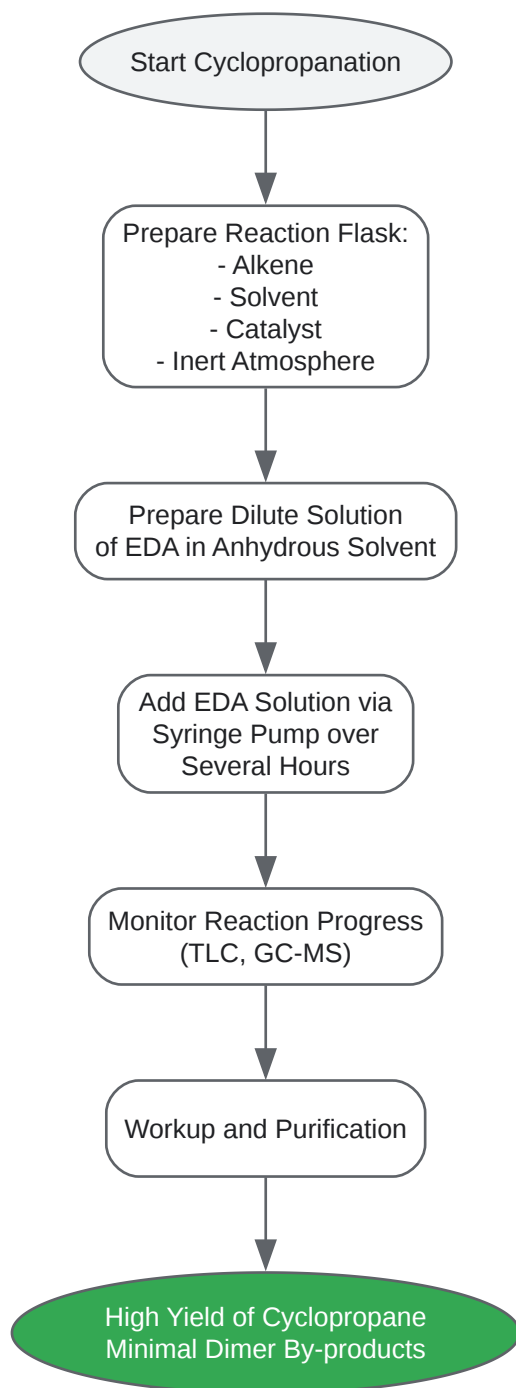 Start Cyclopropanation
Prepare Reaction Flask:
- Alkene
- Solvent
- Catalyst
- Inert Atmosphere
Prepare Dilute Solution
of EDA in Anhydrous Solvent
Add EDA Solution via
Syringe Pump over
Several Hours
Monitor Reaction Progress
(TLC, GC-MS)
Workup and Purification
High Yield of Cyclopropane
Minimal Dimer By-products